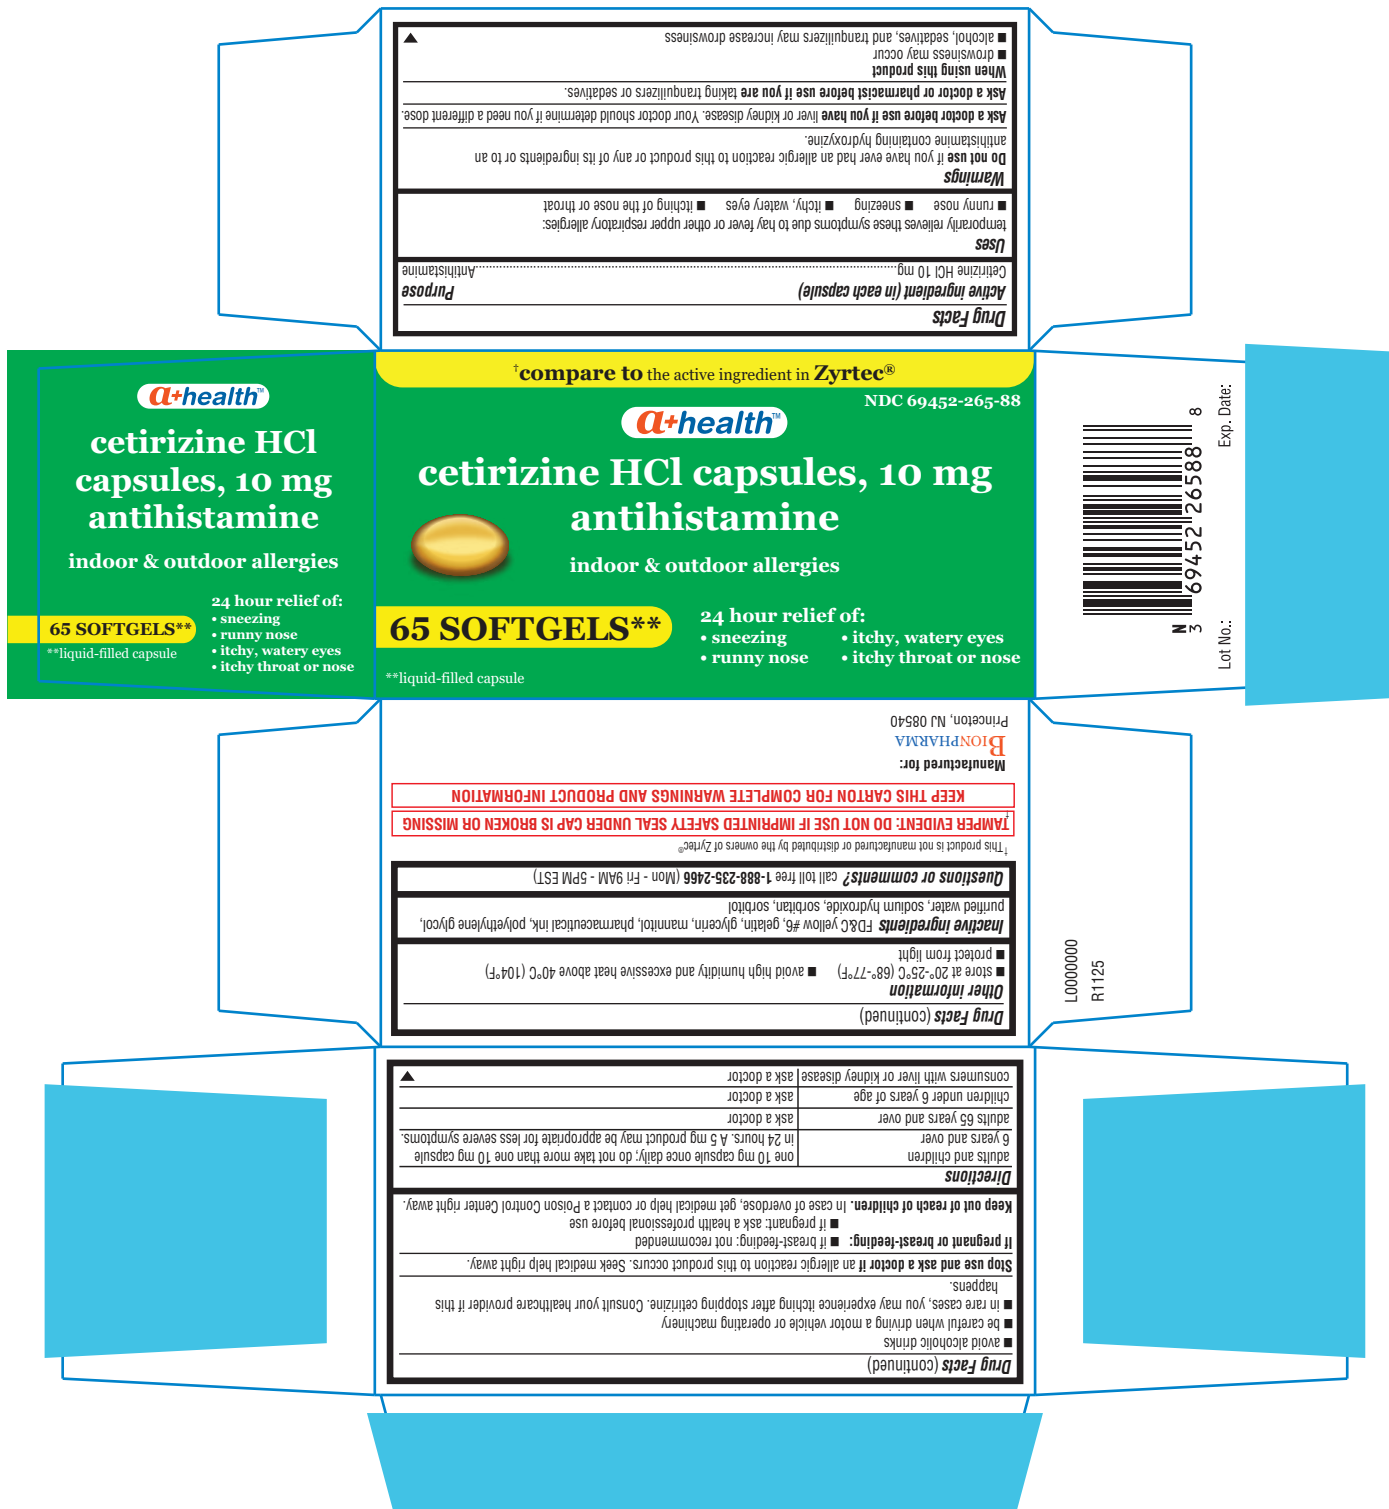 Drug Facts
Active ingredient (in each capsule) Purpose
Cetirizine HCl 10 mg..........Antihistamine
Uses
temporarily relieves these symptoms due to hay fever or other upper respiratory allergies:
■ runny nose ■ sneezing ■ itchy, watery eyes ■ itching of the nose or throat
Warnings
Do not use if you have ever had an allergic reaction to this product or any of its ingredients or to an
antihistamine containing hydroxyzine.
Ask a doctor before use if you have liver or kidney disease. Your doctor should determine if you need a different dose.
Ask a doctor or pharmacist before use if you are taking tranquilizers or sedatives.
When using this product
■ drowsiness may occur
■ alcohol, sedatives, and tranquilizers may increase drowsiness
a+health™
cetirizine HCl
capsules, 10 mg
antihistamine
indoor & outdoor allergies
24 hour relief of:
• sneezing
• runny nose
• itchy, watery eyes
• itchy throat or nose
65 SOFTGELS**
**liquid-filled capsule
†compare to the active ingredient in Zyrtec®
NDC 69452-265-88
a+health™
cetirizine HCl capsules, 10 mg
antihistamine
indoor & outdoor allergies
65 SOFTGELS**
**liquid-filled capsule
24 hour relief of:
• sneezing • itchy, watery eyes
• runny nose • itchy throat or nose
N
3 69452 26588 8
Lot No.: Exp. Date:
Drug Facts (continued)
■ avoid alcoholic drinks
■ be careful when driving a motor vehicle or operating machinery
■ in rare cases, you may experience itching after stopping cetirizine. Consult your healthcare provider if this
happens.
Stop use and ask a doctor if an allergic reaction to this product occurs. Seek medical help right away.
If pregnant or breast-feeding: ■ if breast-feeding: not recommended
■ if pregnant: ask a health professional before use
Keep out of reach of children. In case of overdose, get medical help or contact a Poison Control Center right away.
Directions
adults and children one 10 mg capsule once daily; do not take more than one 10 mg capsule
6 years and over in 24 hours. A 5 mg product may be appropriate for less severe symptoms.
adults 65 years and over ask a doctor
children under 6 years of age ask a doctor
consumers with liver or kidney disease ask a doctor
Drug Facts (continued)
Other information
■ store at 20°-25°C (68°-77°F) ■ avoid high humidity and excessive heat above 40°C (104°F)
■ protect from light
Inactive ingredients FD&C yellow #6, gelatin, glycerin, mannitol, pharmaceutical ink, polyethylene glycol,
purified water, sodium hydroxide, sorbitan, sorbitol
Questions or comments? call toll free 1-888-235-2466 (Mon - Fri 9AM - 5PM EST)
†This product is not manufactured or distributed by the owners of Zyrtec®
†
TAMPER EVIDENT: DO NOT USE IF IMPRINTED SAFETY SEAL UNDER CAP IS BROKEN OR MISSING
KEEP THIS CARTON FOR COMPLETE WARNINGS AND PRODUCT INFORMATION
Manufactured for:
BIONPHARMA
Princeton, NJ 08540
L0000000
R1125